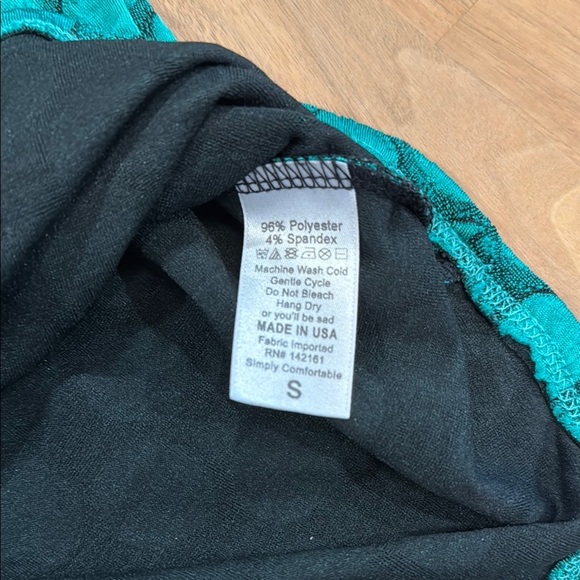 96% Polyester
4% Spandex
Machine Wash Cold
Gentle Cycle
Do Not Bleach
Hang Dry
or you'll be sad
MADE IN USA
Fabric Imported
RN# 142161
Simply Comfortable
S